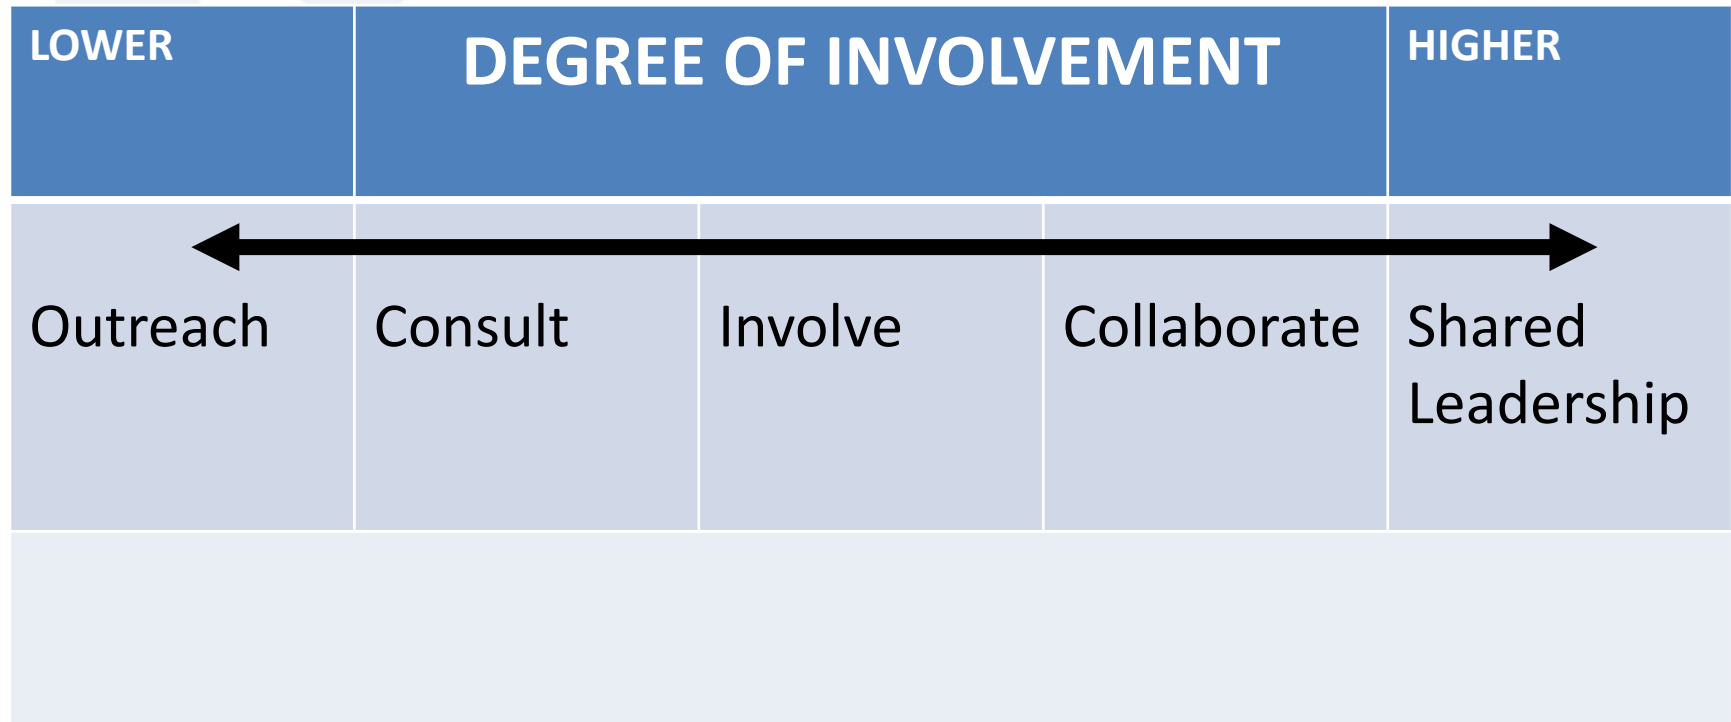 LOWER
DEGREE OF INVOLVEMENT
HIGHER
Outreach
Consult
Involve
Collaborate
Shared
Leadership